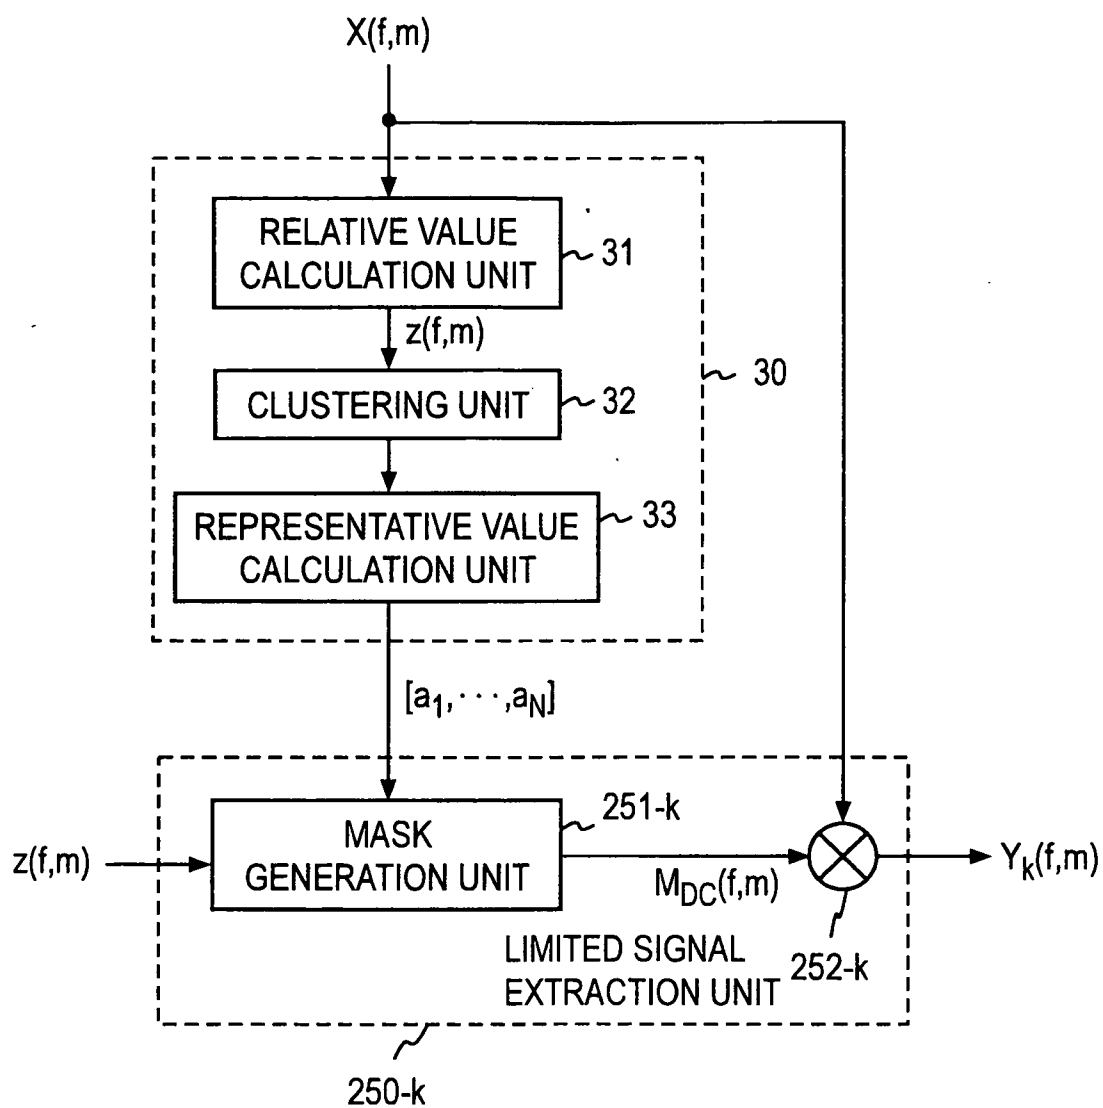 X(f,m)
RELATIVE VALUE
CALCULATION UNIT
31
z(f,m)
30
CLUSTERING UNIT
32
REPRESENTATIVE VALUE
CALCULATION UNIT
33
[a1,···,aN]
251-k
MASK
GENERATION UNIT
z(f,m)
MDC(f,m)
Yk(f,m)
252-k
LIMITED SIGNAL
EXTRACTION UNIT
250-k